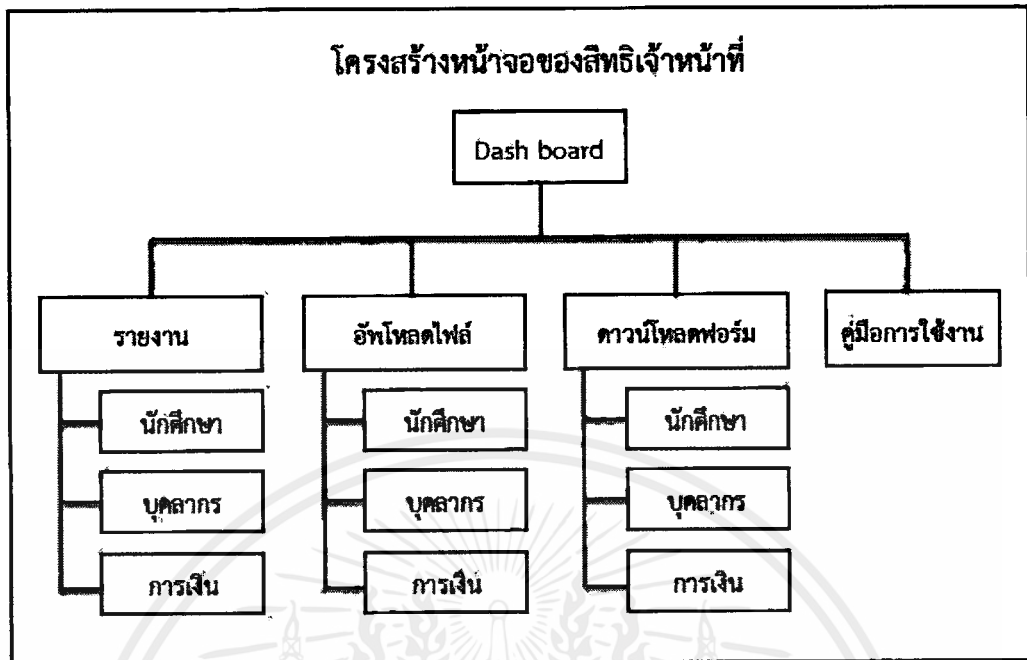 โครงสร้างหน้าจอของสิทธิเจ้าหน้าที่
Dash board
รายงาน
อัพโหลดไฟล์
ดาวน์โหลดฟอร์ม
คู่มือการใช้งาน
นักศึกษา
นักศึกษา
นักศึกษา
บุคลากร
บุคลากร
บุคลากร
การเงิน
การเงิน
การเงิน